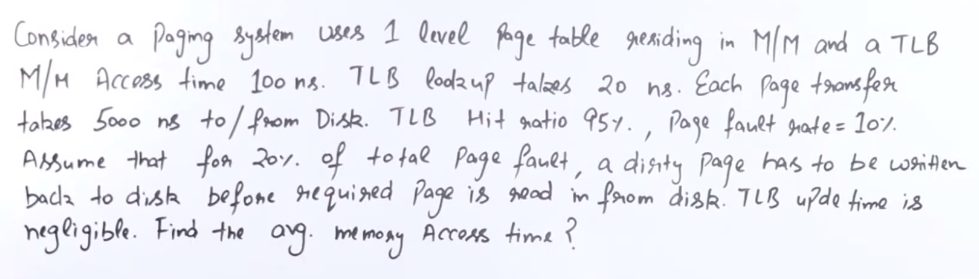 Consider a Paging system uses 1 level Page table residing in M/M and a TLB
M/M Access time 100 ns. TLB lookup takes 20 ns. Each Page transfer
takes 5000 ns to/from Disk. TLB Hit ratio 95%., Page fault rate = 10%.
Assume that for 20% of total page fault, a dirty page has to be written
back to disk before required Page is read in from disk. TLB up?de time is
negligible. Find the avg. memory Access time?